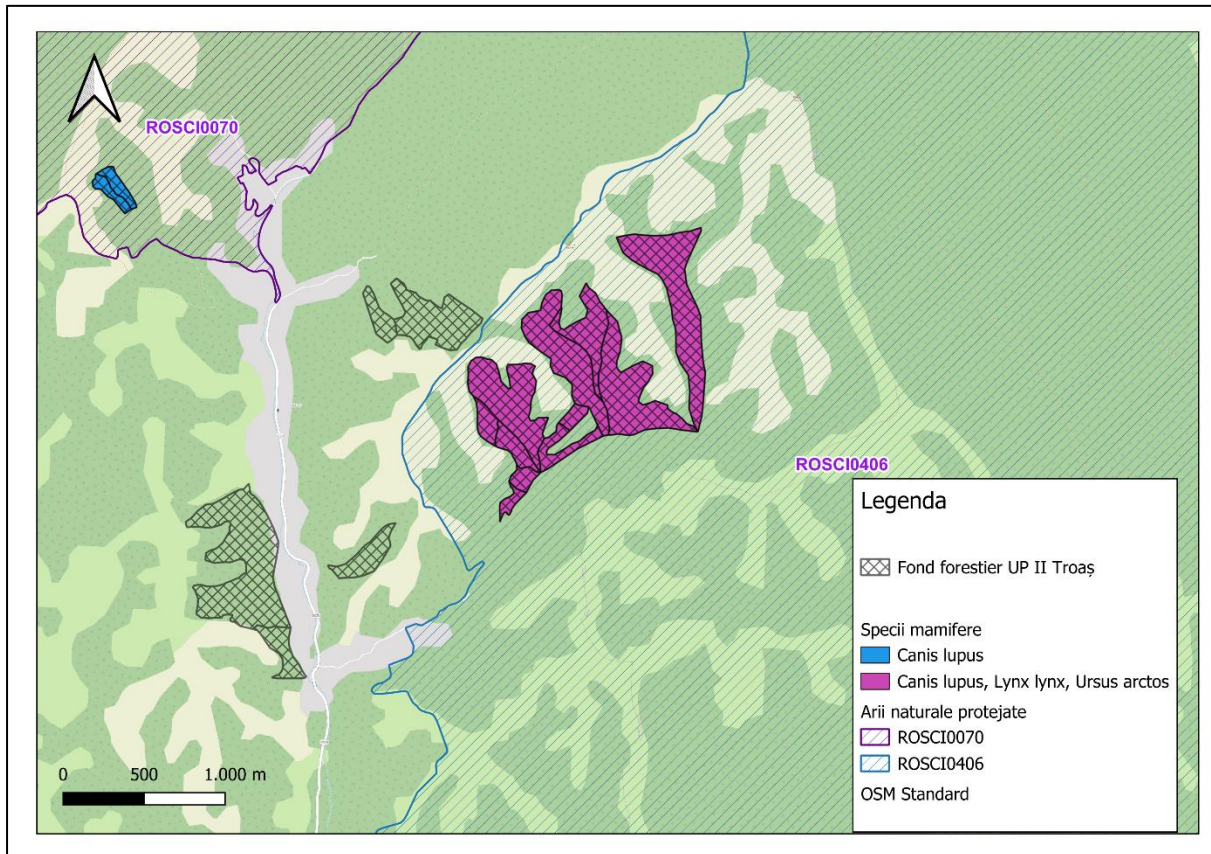 ROSCI0070
ROSCI0406
Legenda
Fond forestier UP II Troaș
Specii mamifere
Canis lupus
Canis lupus, Lynx lynx, Ursus arctos
Arii naturale protejate
ROSCI0070
ROSCI0406
OSM Standard
0 500 1.000 m